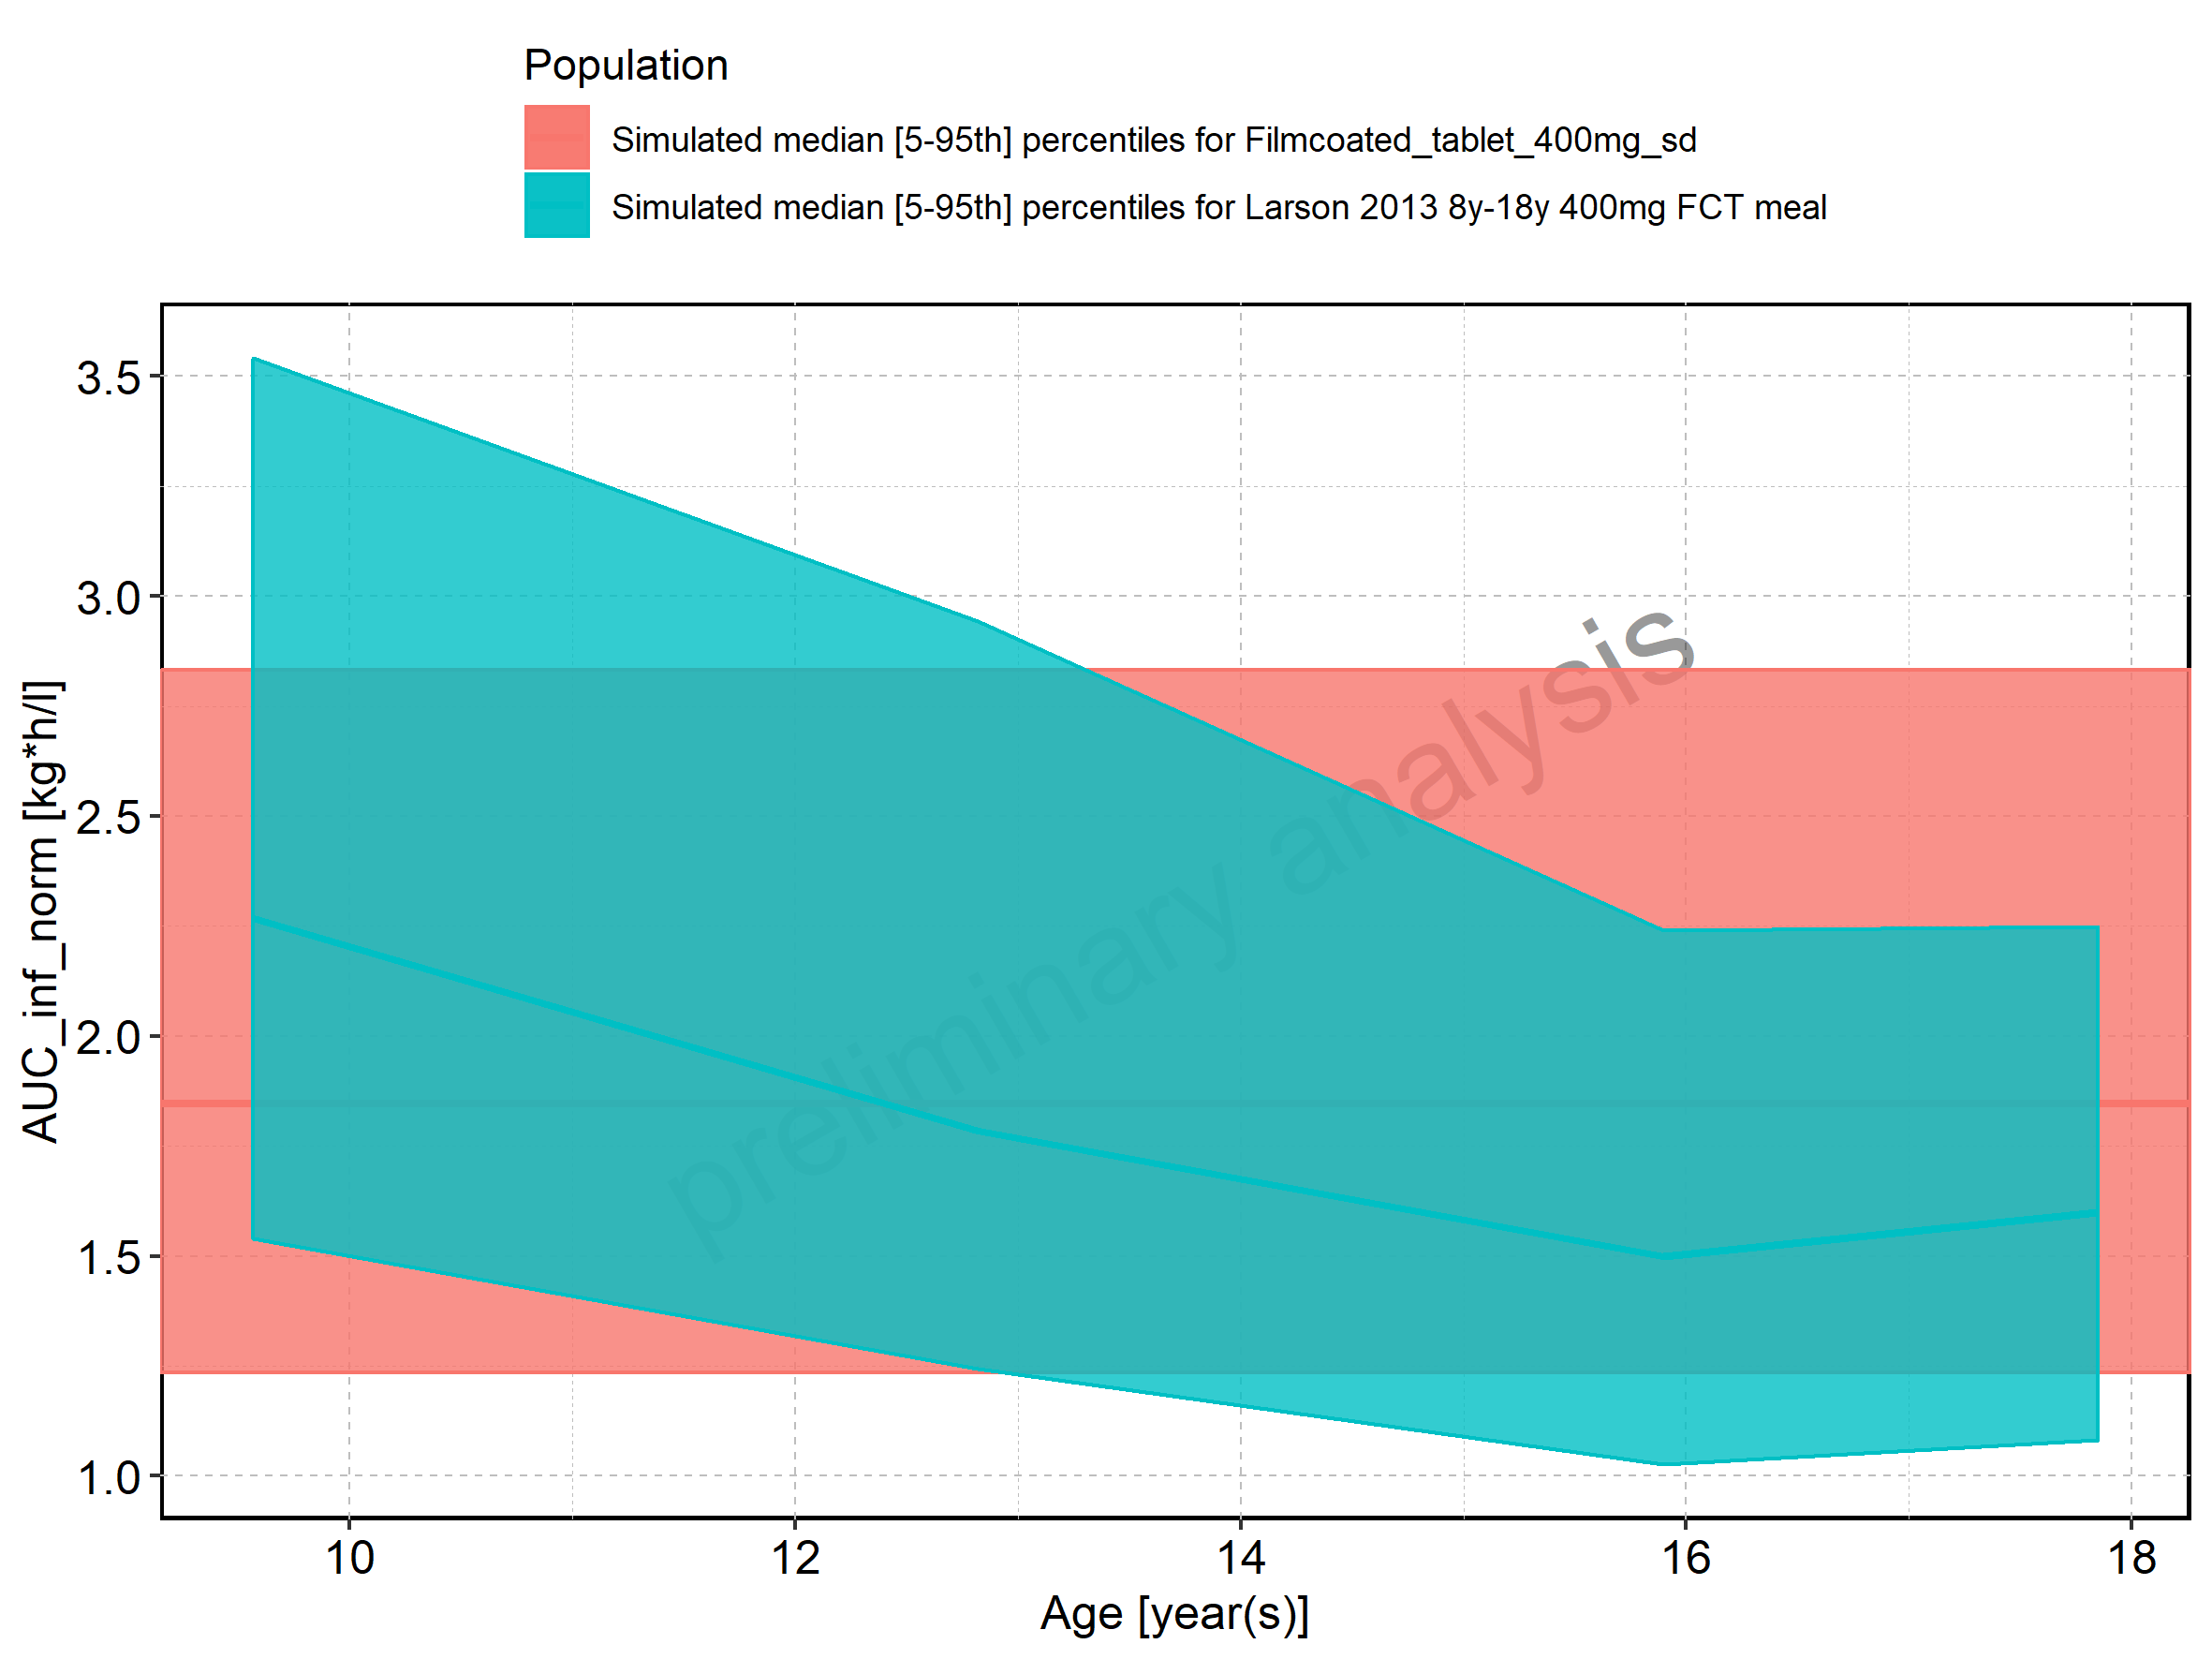 Population
Simulated median [5-95th] percentiles for Filmcoated_tablet_400mg_sd
Simulated median [5-95th] percentiles for Larson 2013 8y-18y 400mg FCT meal
AUC_inf_norm [kg*h/l]
3.5
3.0
2.5
2.0
1.5
1.0
preliminary analysis
10 12 14 16 18
Age [year(s)]